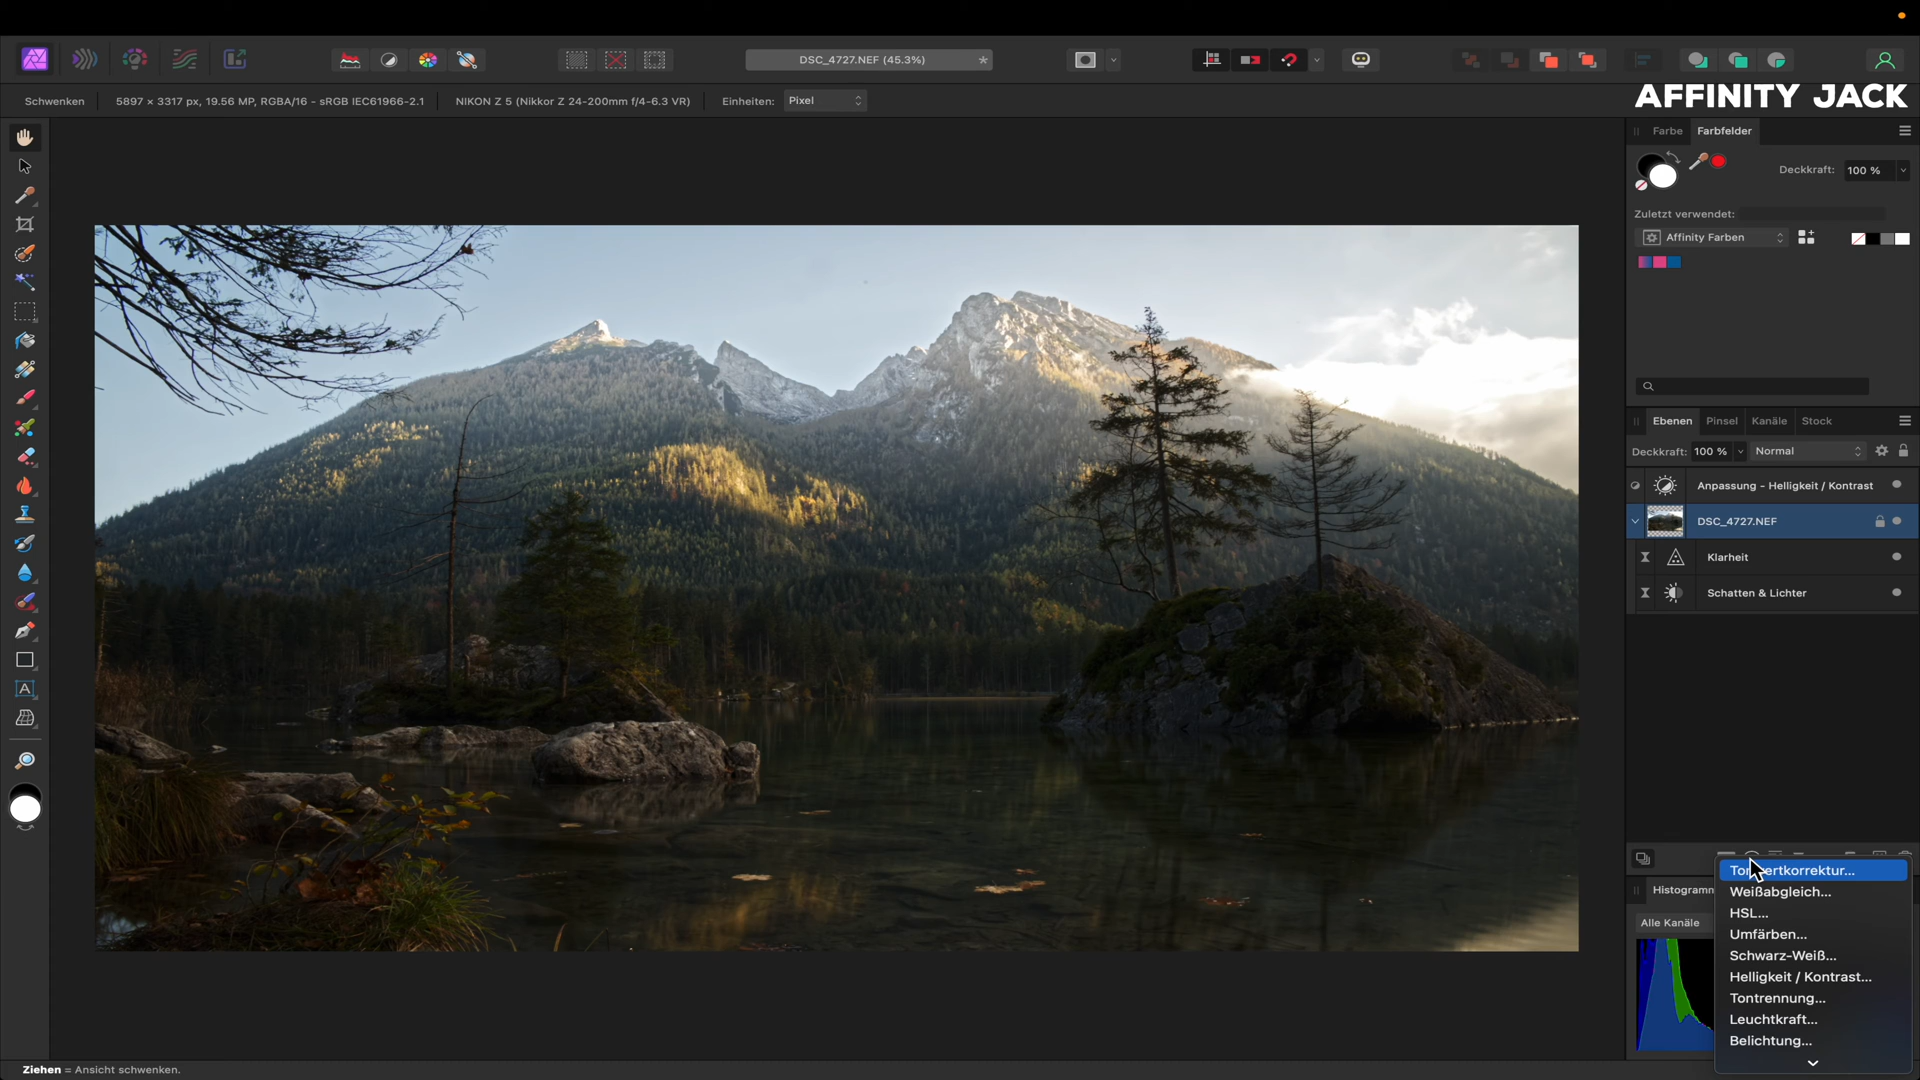 DSC_4727.NEF (45.3%)
Schwenken
5897 × 3317 px, 19.56 MP, RGBA/16 - sRGB IEC61966-2.1
NIKON Z 5 (Nikkor Z 24-200mm f/4-6.3 VR)
Einheiten:
Pixel
AFFINITY JACK
Farbe
Farbfelder
Deckkraft:
100 %
Zuletzt verwendet:
Affinity Farben
Ebenen
Pinsel
Kanäle
Stock
Deckkraft:
100 %
Normal
Anpassung - Helligkeit / Kontrast
DSC_4727.NEF
Klarheit
Schatten & Lichter
Histogramm
Alle Kanäle
Weißabgleich...
HSL...
Umfärben...
Schwarz-Weiß...
Helligkeit / Kontrast...
Tontrennung...
Leuchtkraft...
Belichtung...
Ziehen = Ansicht schwenken.